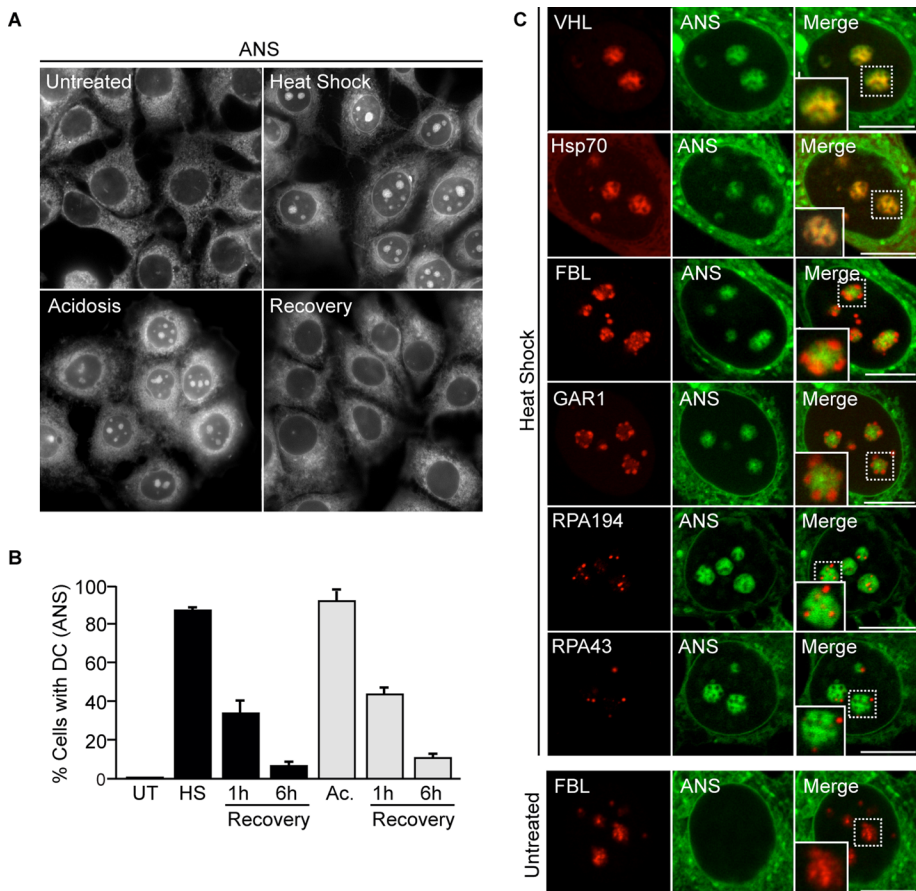 A
ANS
Untreated
Heat Shock
Acidosis
Recovery
B
% Cells with DC (ANS)
100
80
60
40
20
0
UT
HS
1h
6h
Recovery
Ac.
1h
6h
Recovery
C
Heat Shock
VHL
ANS
Merge
Hsp70
ANS
Merge
FBL
ANS
Merge
GAR1
ANS
Merge
RPA194
ANS
Merge
RPA43
ANS
Merge
Untreated
FBL
ANS
Merge